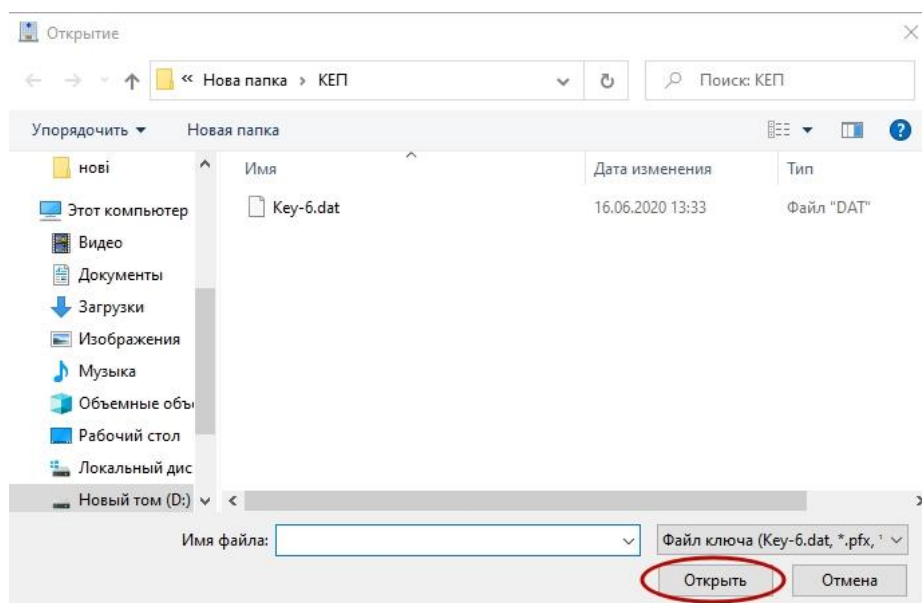 Открытие
« Нова папка › КЕП
Поиск: КЕП
Упорядочить
Новая папка
нові
Имя
Дата изменения
Тип
Этот компьютер
Key-6.dat
16.06.2020 13:33
Файл "DAT"
Видео
Документы
Загрузки
Изображения
Музыка
Объемные объ
Рабочий стол
Локальный дис
Новый том (D:)
Имя файла:
Файл ключа (Key-6.dat, *.pfx,
Открыть
Отмена